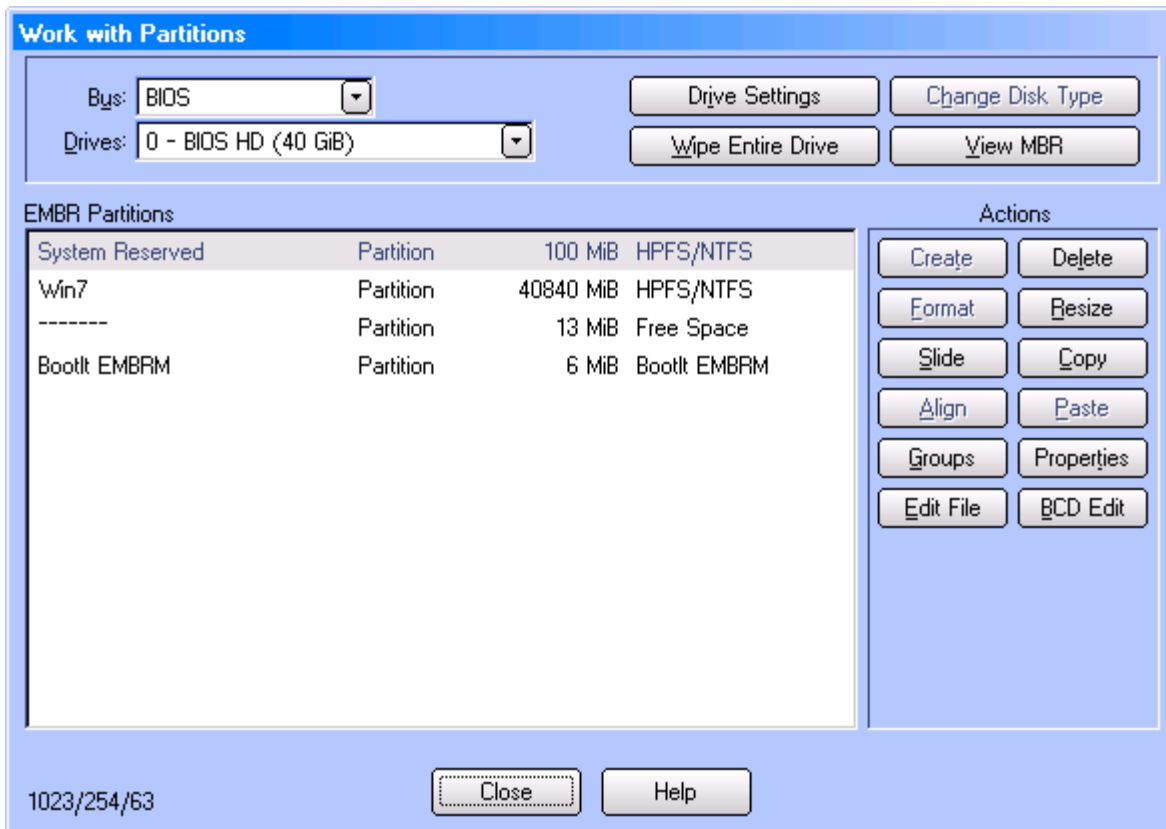 Work with Partitions
Bus: BIOS
Drive Settings Change Disk Type
Drives: 0 - BIOS HD (40 GiB)
Wipe Entire Drive View MBR
EMBR Partitions Actions
System Reserved Partition 100 MiB HPFS/NTFS
Create Delete
Win7 Partition 40840 MiB HPFS/NTFS
Format Resize
------- Partition 13 MiB Free Space
BootIt EMBRM Partition 6 MiB BootIt EMBRM
Slide Copy
Align Paste
Groups Properties
Edit File BCD Edit
1023/254/63 Close Help